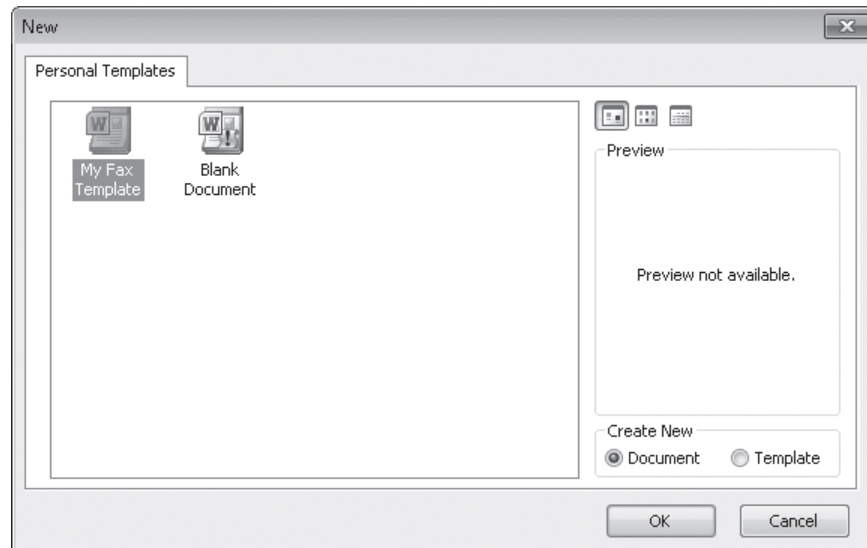 New
Personal Templates
My Fax
Template
Blank
Document
Preview
Preview not available.
Create New
Document
Template
OK
Cancel